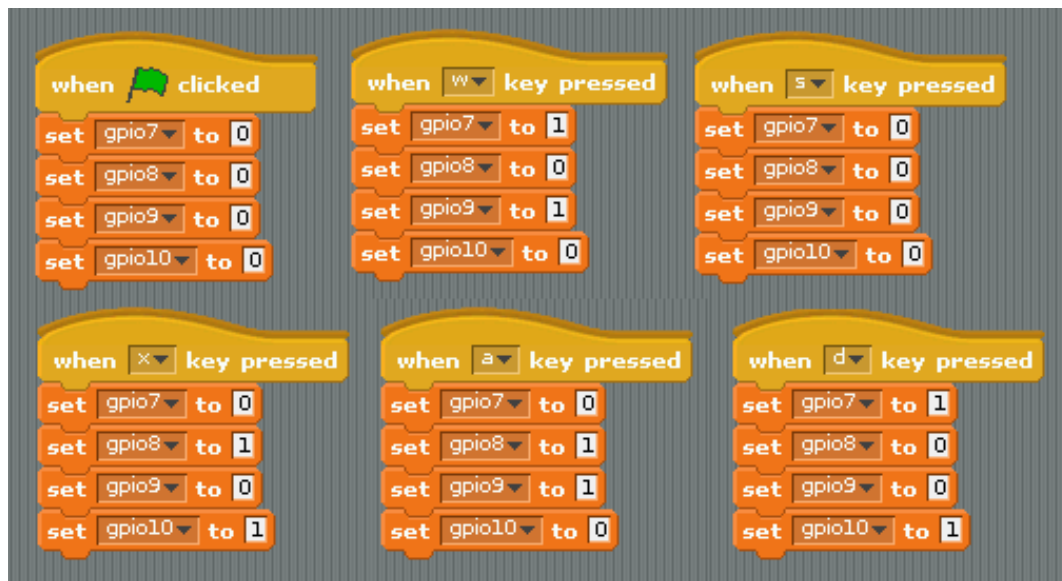 when clicked
set gpio7 to 0
set gpio8 to 0
set gpio9 to 0
set gpio10 to 0
when w key pressed
set gpio7 to 1
set gpio8 to 0
set gpio9 to 1
set gpio10 to 0
when s key pressed
set gpio7 to 0
set gpio8 to 0
set gpio9 to 0
set gpio10 to 0
when x key pressed
set gpio7 to 0
set gpio8 to 1
set gpio9 to 0
set gpio10 to 1
when a key pressed
set gpio7 to 0
set gpio8 to 1
set gpio9 to 1
set gpio10 to 0
when d key pressed
set gpio7 to 1
set gpio8 to 0
set gpio9 to 0
set gpio10 to 1